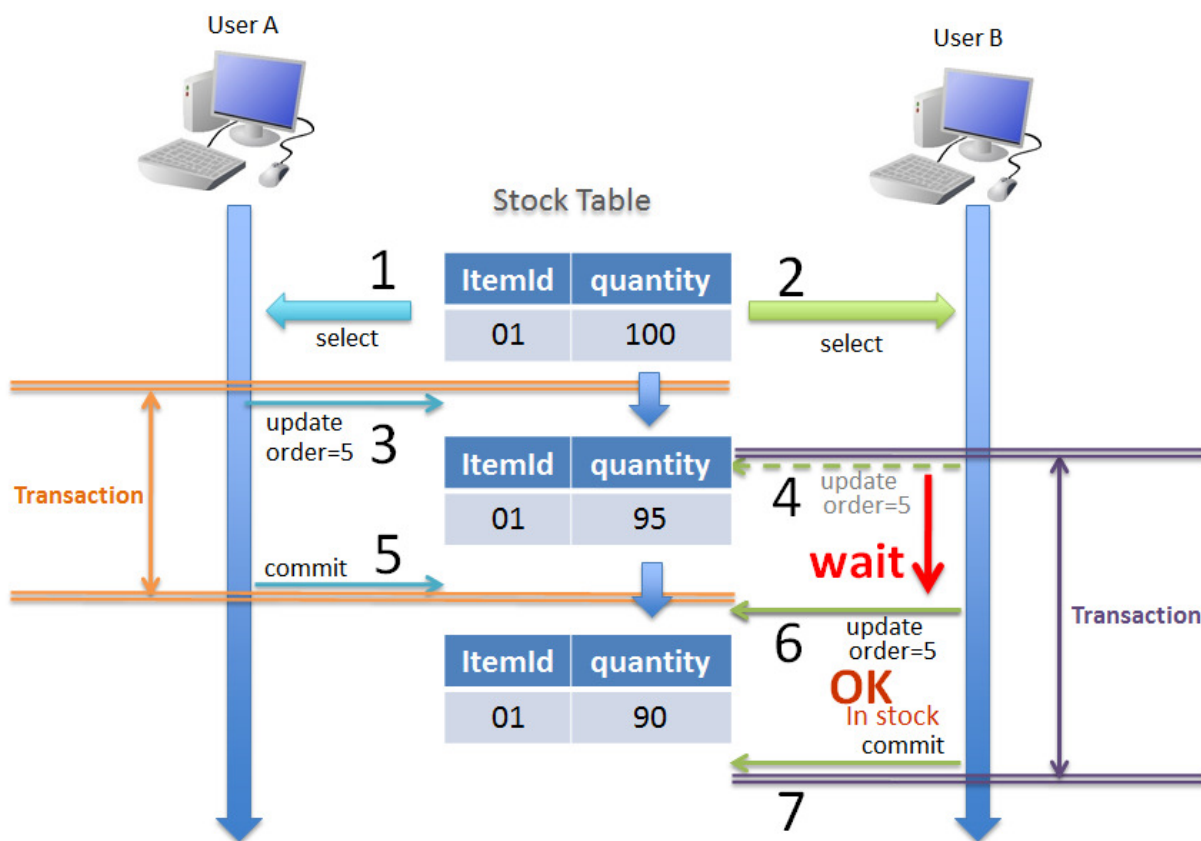 User A
User B
Stock Table
1
ItemId quantity
2
select
01 100
select
update
order=5
3
ItemId quantity
4
update
order=5
Transaction
01 95
5
commit
wait
Transaction
6
update
order=5
ItemId quantity
OK
01 90
In stock
commit
7